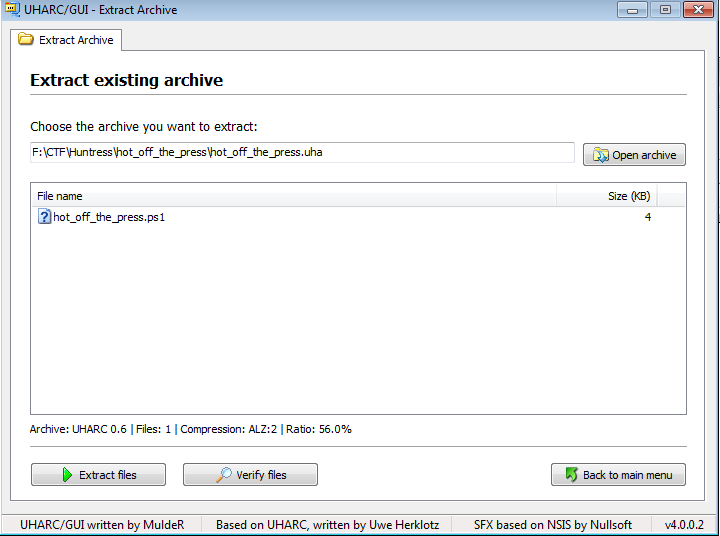 UHARC/GUI - Extract Archive
Extract Archive
Extract existing archive
Choose the archive you want to extract:
F:\CTF\Huntress\hot_off_the_press\hot_off_the_press.uha
Open archive
File name Size (KB)
hot_off_the_press.ps1 4
Archive: UHARC 0.6 | Files: 1 | Compression: ALZ:2 | Ratio: 56.0%
Extract files Verify files Back to main menu
UHARC/GUI written by MuldeR Based on UHARC, written by Uwe Herklotz SFX based on NSIS by Nullsoft v4.0.0.2